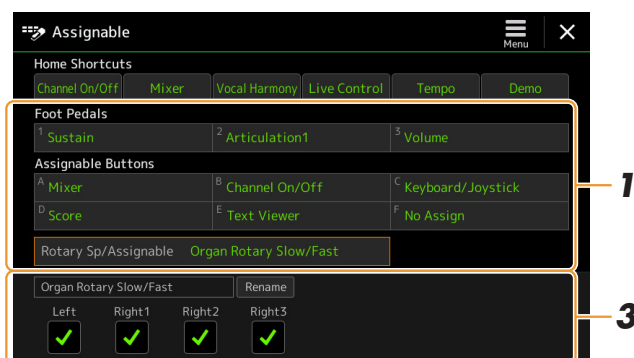 Assignable
Menu
Home Shortcuts
Channel On/Off Mixer Vocal Harmony Live Control Tempo Demo
Foot Pedals
1 Sustain 2 Articulation1 3 Volume
Assignable Buttons
A Mixer B Channel On/Off C Keyboard/Joystick
D Score E Text Viewer F No Assign
Rotary Sp/Assignable Organ Rotary Slow/Fast
1
Organ Rotary Slow/Fast Rename
Left Right1 Right2 Right3
3